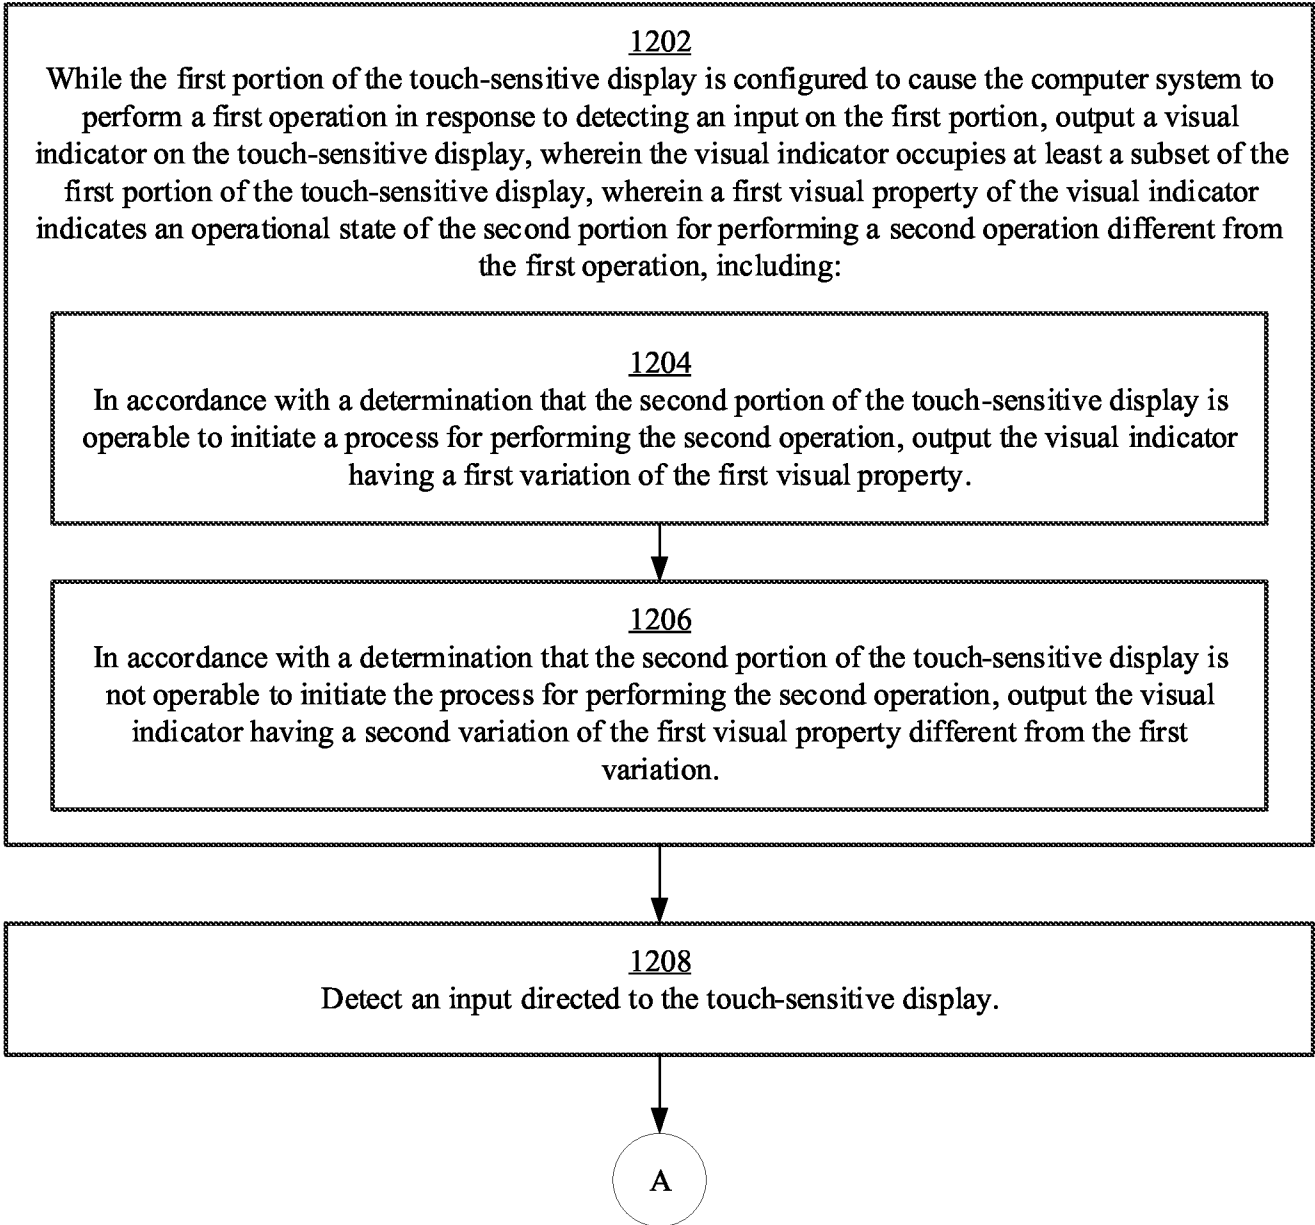 1202
While the first portion of the touch-sensitive display is configured to cause the computer system to
perform a first operation in response to detecting an input on the first portion, output a visual
indicator on the touch-sensitive display, wherein the visual indicator occupies at least a subset of the
first portion of the touch-sensitive display, wherein a first visual property of the visual indicator
indicates an operational state of the second portion for performing a second operation different from
the first operation, including:
1204
In accordance with a determination that the second portion of the touch-sensitive display is
operable to initiate a process for performing the second operation, output the visual indicator
having a first variation of the first visual property.
1206
In accordance with a determination that the second portion of the touch-sensitive display is
not operable to initiate the process for performing the second operation, output the visual
indicator having a second variation of the first visual property different from the first
variation.
1208
Detect an input directed to the touch-sensitive display.
A